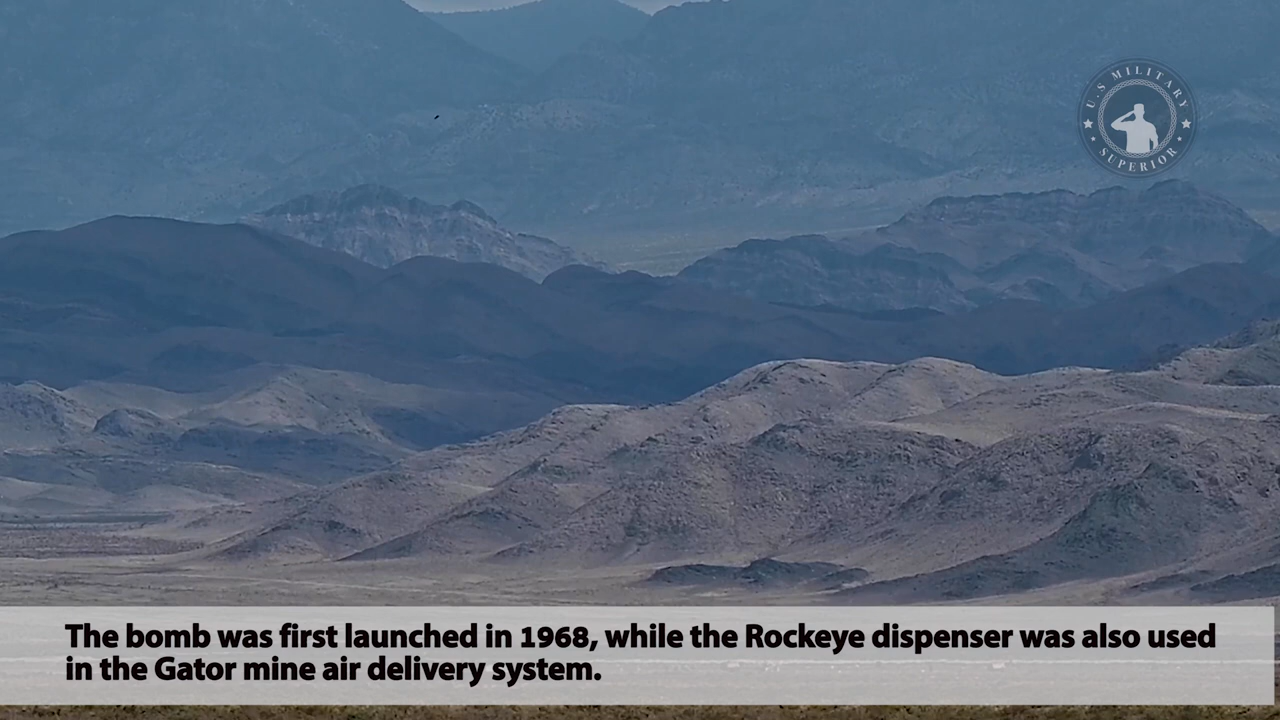 U.S MILITARY
SUPERIOR
The bomb was first launched in 1968, while the Rockeye dispenser was also used
in the Gator mine air delivery system.